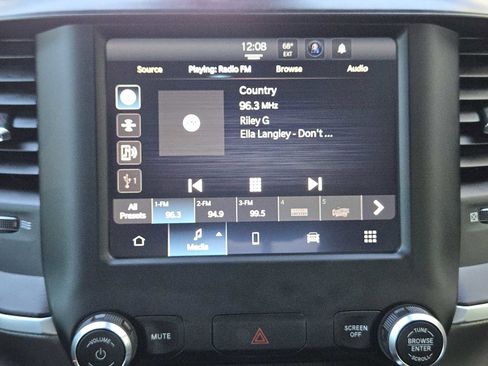 12:08 68° EXT
Source Playing: Radio FM Browse Audio
Country
96.3 MHz
Riley G
Ella Langley - Don't ...
1
All Presets 1-FM 96.3 2-FM 94.9 3-FM 99.5 4 5
Media
VOLUME MUTE SCREEN OFF TUNE BROWSE ENTER SCROLL